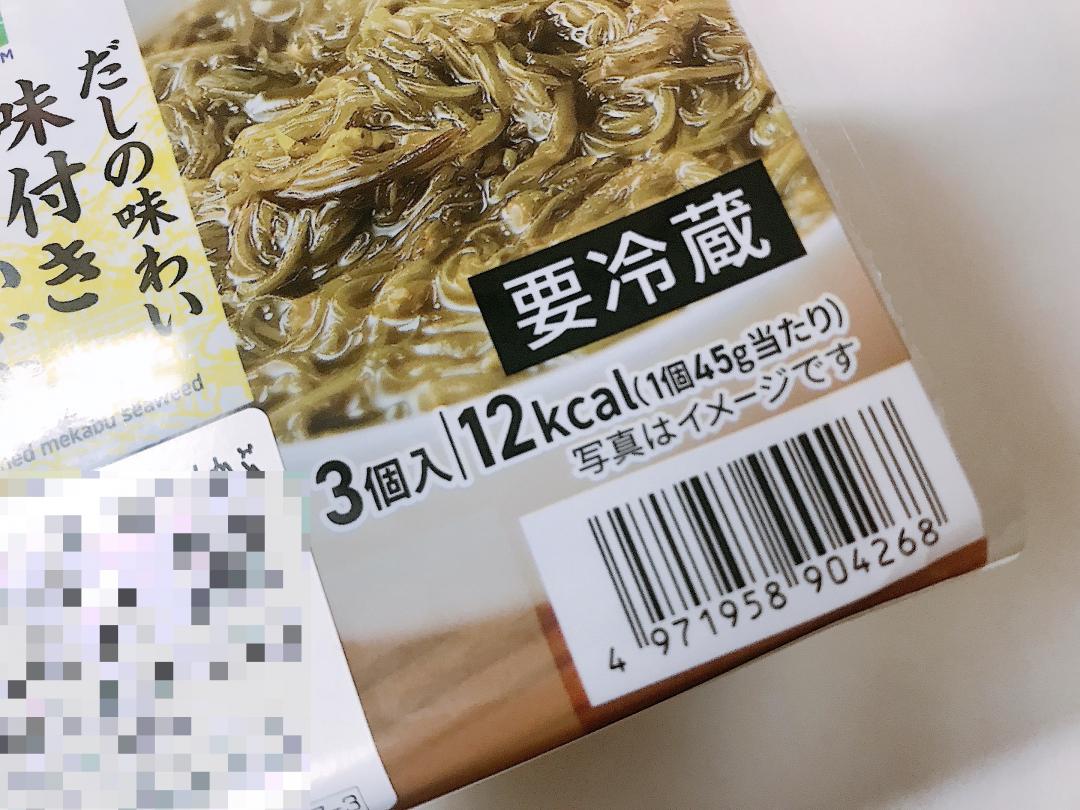 だしの味わい
味付き
ned mekabu seaweed
要冷蔵
3個入|12kcal(1個45g当たり)
写真はイメージです
4 971958 904268